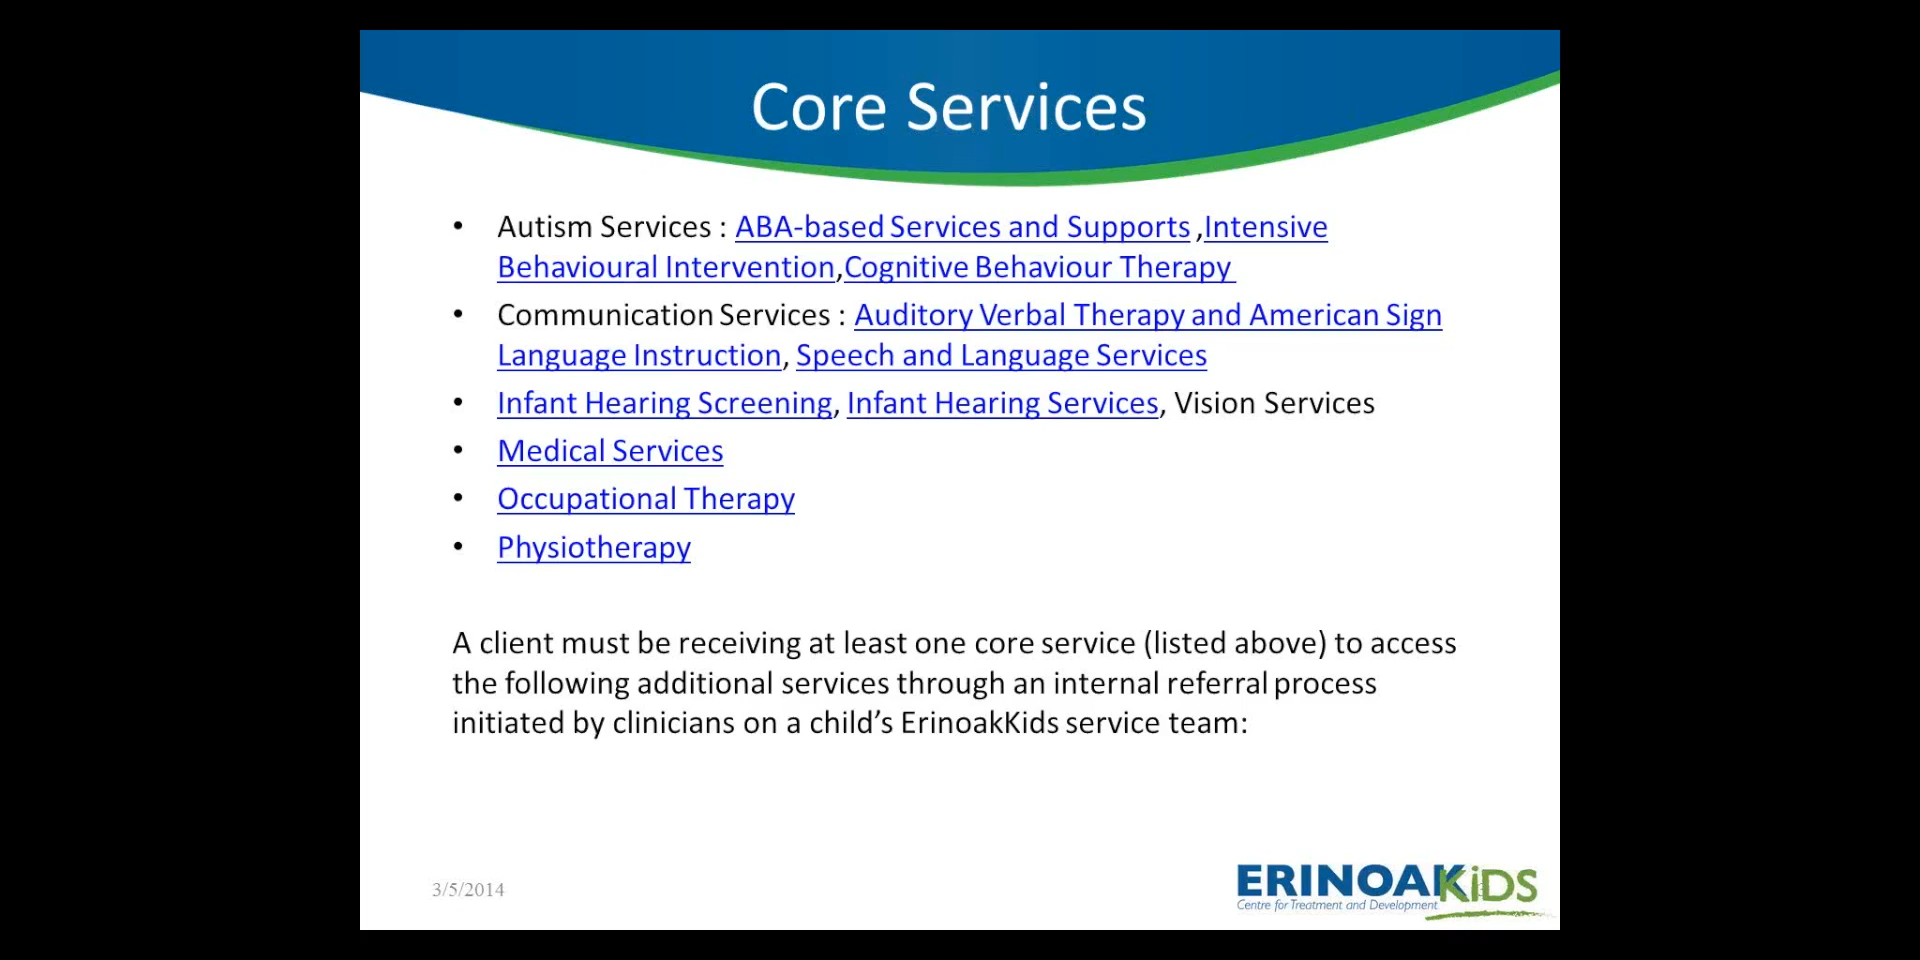 Core Services
• Autism Services : ABA-based Services and Supports ,Intensive
Behavioural Intervention,Cognitive Behaviour Therapy
• Communication Services : Auditory Verbal Therapy and American Sign
Language Instruction, Speech and Language Services
• Infant Hearing Screening, Infant Hearing Services, Vision Services
• Medical Services
• Occupational Therapy
• Physiotherapy
A client must be receiving at least one core service (listed above) to access
the following additional services through an internal referral process
initiated by clinicians on a child’s ErinoakKids service team:
3/5/2014
ERINOAKKiDS
Centre for Treatment and Development